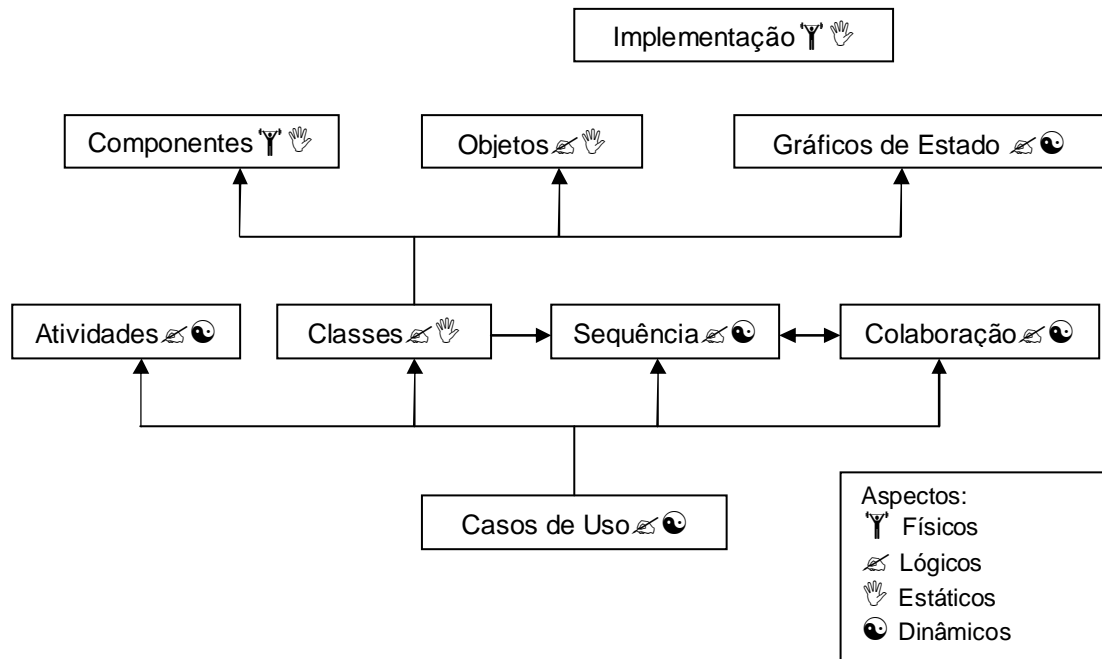 Implementação
Componentes
Objetos
Gráficos de Estado
Atividades
Classes
Sequência
Colaboração
Casos de Uso
Aspectos:
Físicos
Lógicos
Estáticos
Dinâmicos